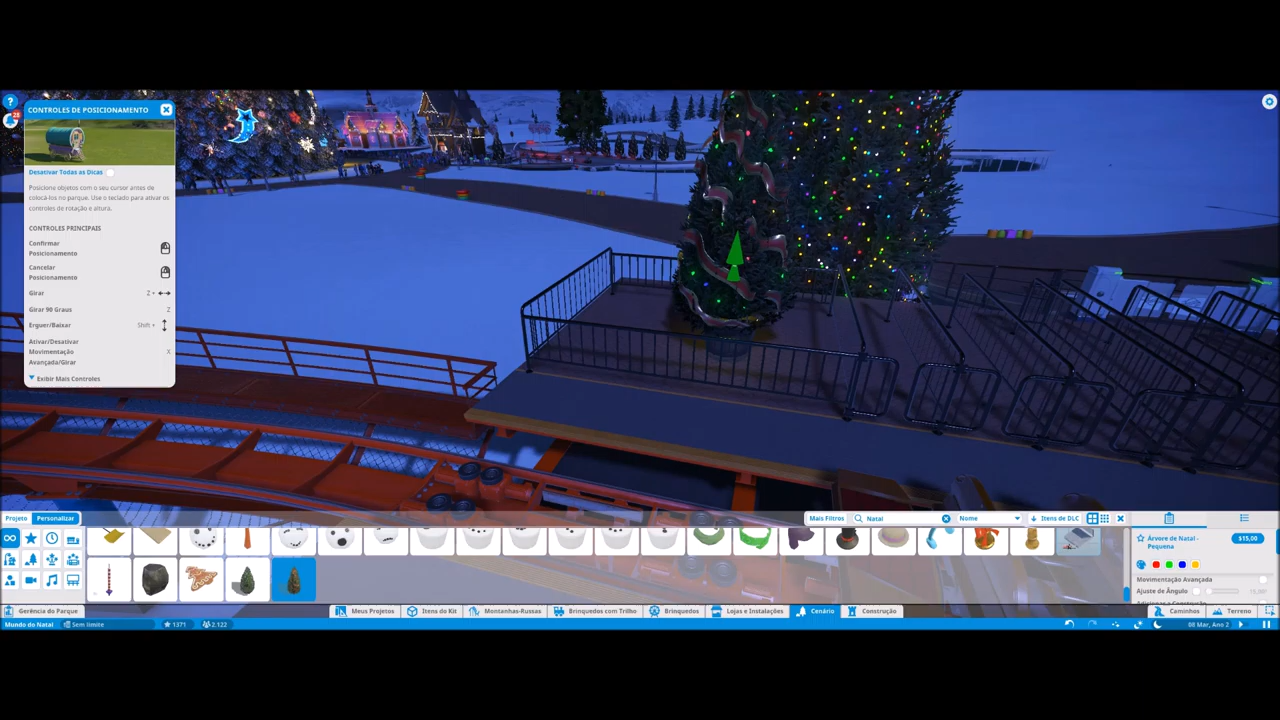 ?
28
CONTROLES DE POSICIONAMENTO
Desativar Todas as Dicas
Posicione objetos com o seu cursor antes de
colocá-los no parque. Use o teclado para ativar os
controles de rotação e altura.
CONTROLES PRINCIPAIS
Confirmar
Posicionamento
Cancelar
Posicionamento
Girar Z +
Girar 90 Graus Z
Erguer/Baixar Shift +
Ativar/Desativar
Movimentação X
Avançada/Girar
Exibir Mais Controles
Projeto Personalizar
Mais Filtros Natal Nome Itens de DLC
Árvore de Natal -
Pequena
$15,00
Movimentação Avançada
Ajuste de Ângulo
Gerência do Parque Meus Projetos Itens do Kit Montanhas-Russas Brinquedos com Trilho Brinquedos Lojas e Instalações Cenário Construção Caminhos Terreno
Mundo do Natal Sem limite 1371 2.122 08 Mar, Ano 2